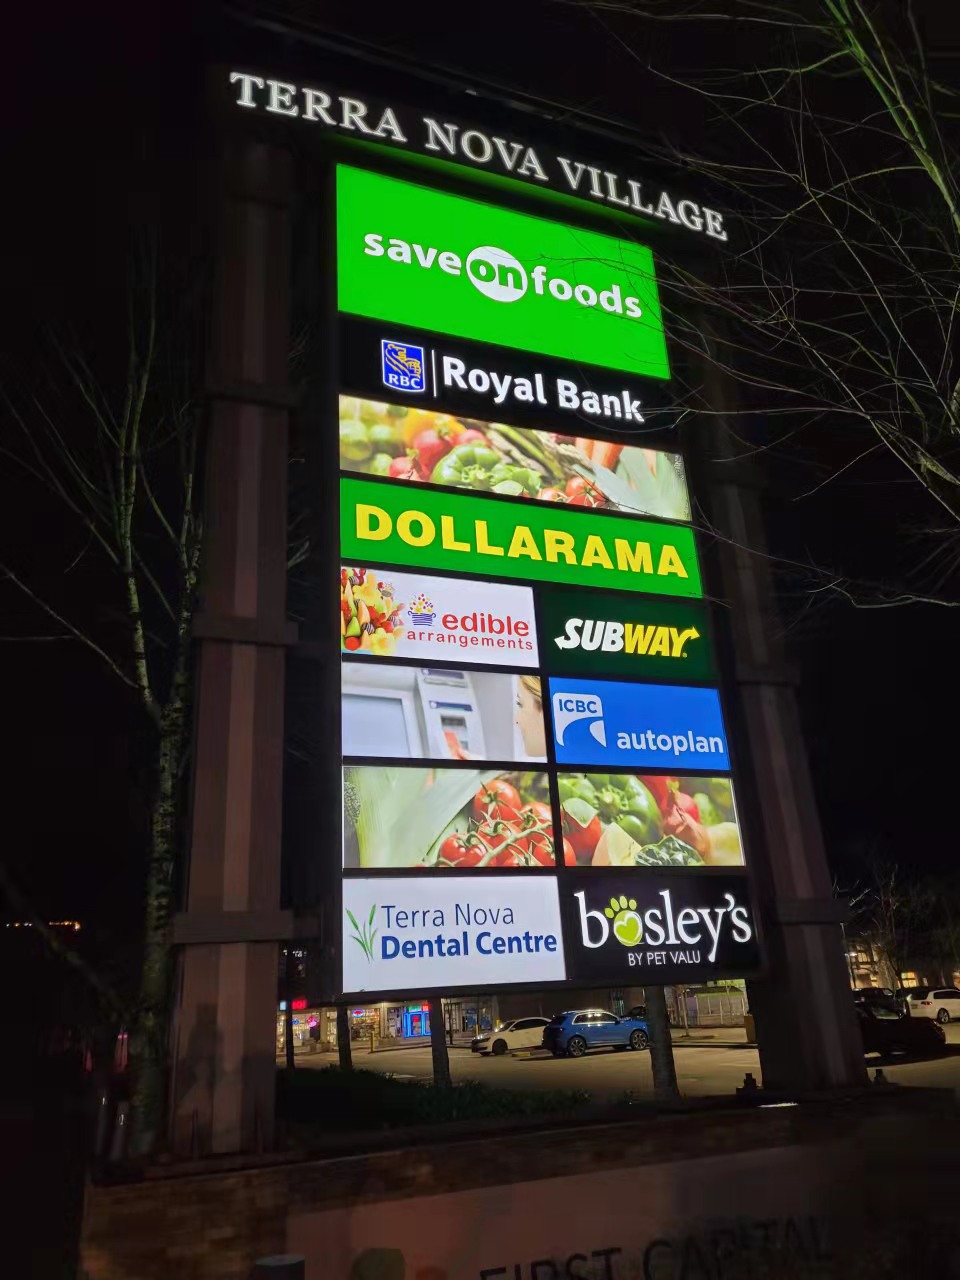 TERRA NOVA VILLAGE
save on foods
RBC
Royal Bank
DOLLARAMA
edible
arrangements
SUBWAY
ICBC
autoplan
Terra Nova
Dental Centre
bosley's
BY PET VALU
FIRST CAPITAL